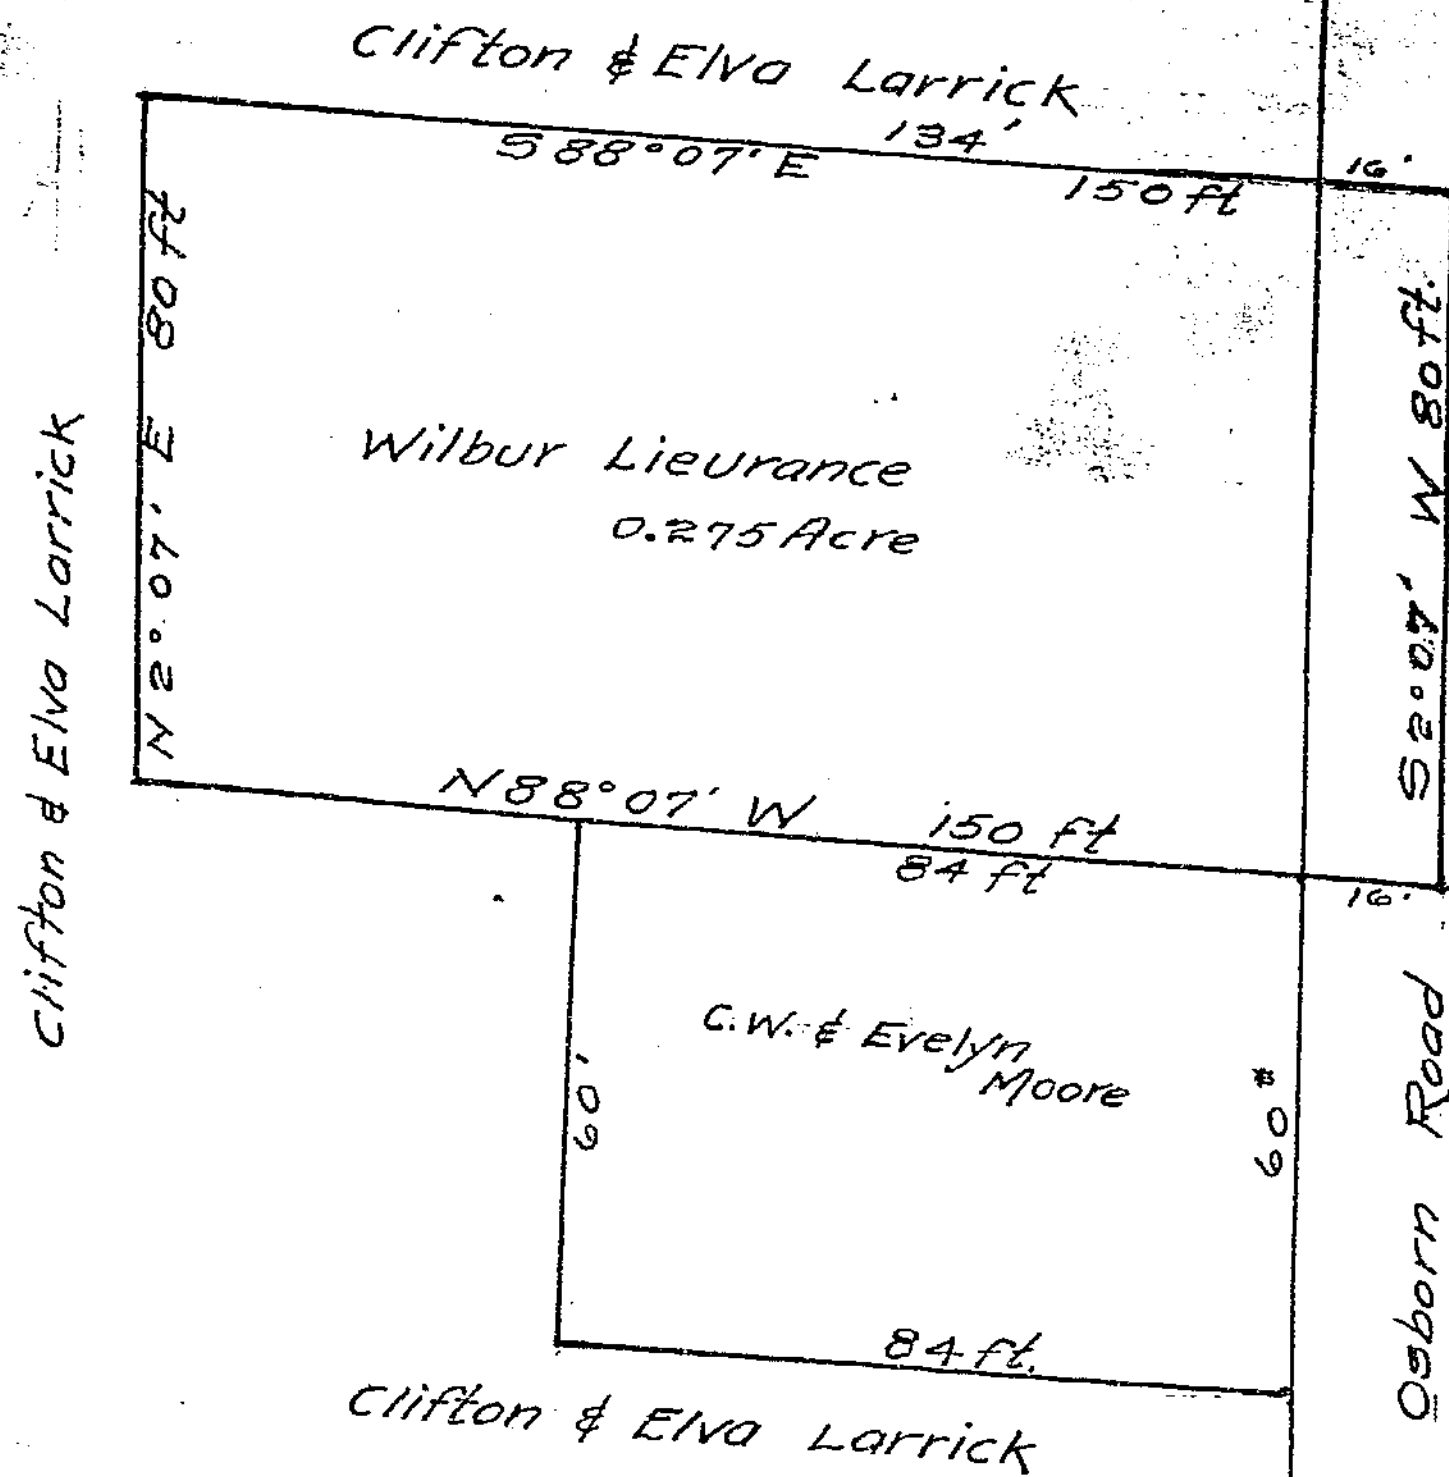 Clifton & Elva Larrick
134'
S 88° 07' E
150 ft
16'
N 2° 07' E 80 ft
S 2° 07' W 80 ft.
Wilbur Lieurance
0.275 Acre
Clifton & Elva Larrick
N 88° 07' W 150 ft
84 ft
16'
C.W. & Evelyn
Moore
60'
60
Osborn Road
84 ft.
Clifton & Elva Larrick